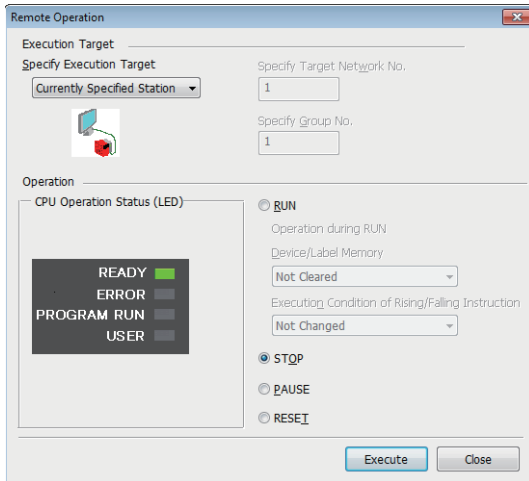 Remote Operation
Execution Target
Specify Execution Target
Currently Specified Station
Specify Target Network No.
1
Specify Group No.
1
Operation
CPU Operation Status (LED)
READY
ERROR
PROGRAM RUN
USER
RUN
Operation during RUN
Device/Label Memory
Not Cleared
Execution Condition of Rising/Falling Instruction
Not Changed
STOP
PAUSE
RESET
Execute
Close